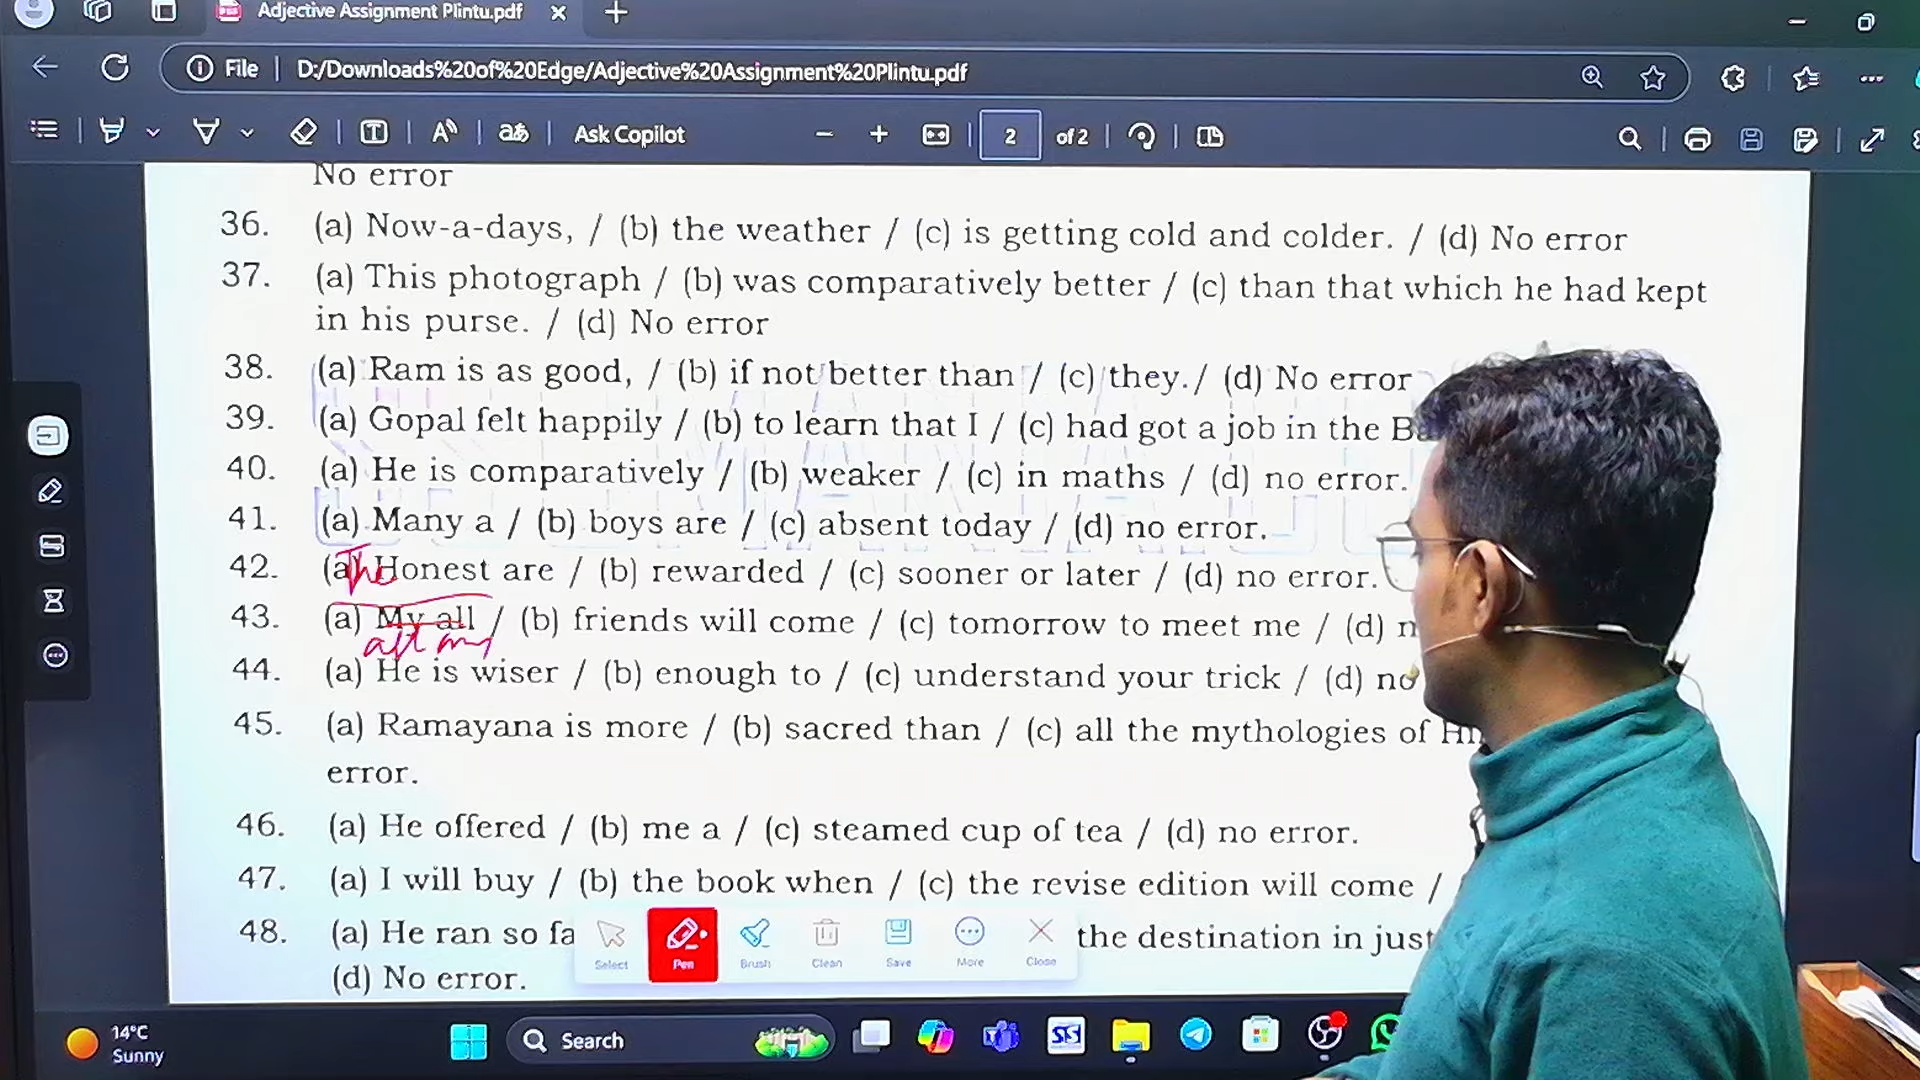 Adjective Assignment Plintu.pdf
File
D:/Downloads%20of%20Edge/Adjective%20Assignment%20Plintu.pdf
Ask Copilot
2 of 2
No error
36. (a) Now-a-days, / (b) the weather / (c) is getting cold and colder. / (d) No error
37. (a) This photograph / (b) was comparatively better / (c) than that which he had kept
in his purse. / (d) No error
38. (a) Ram is as good, / (b) if not better than / (c) they./ (d) No error
39. (a) Gopal felt happily / (b) to learn that I / (c) had got a job in the
40. (a) He is comparatively / (b) weaker / (c) in maths / (d) no error.
41. (a) Many a / (b) boys are / (c) absent today / (d) no error.
42. (a) The Honest are / (b) rewarded / (c) sooner or later / (d) no error.
43. (a) My all / (b) friends will come / (c) tomorrow to meet me / (d)
all my
44. (a) He is wiser / (b) enough to / (c) understand your trick / (d) no
45. (a) Ramayana is more / (b) sacred than / (c) all the mythologies of
error.
46. (a) He offered / (b) me a / (c) steamed cup of tea / (d) no error.
47. (a) I will buy / (b) the book when / (c) the revise edition will come /
48. (a) He ran so the destination in just
(d) No error.
Select Pen Brush Clean Save More Close
14°C
Sunny
Search